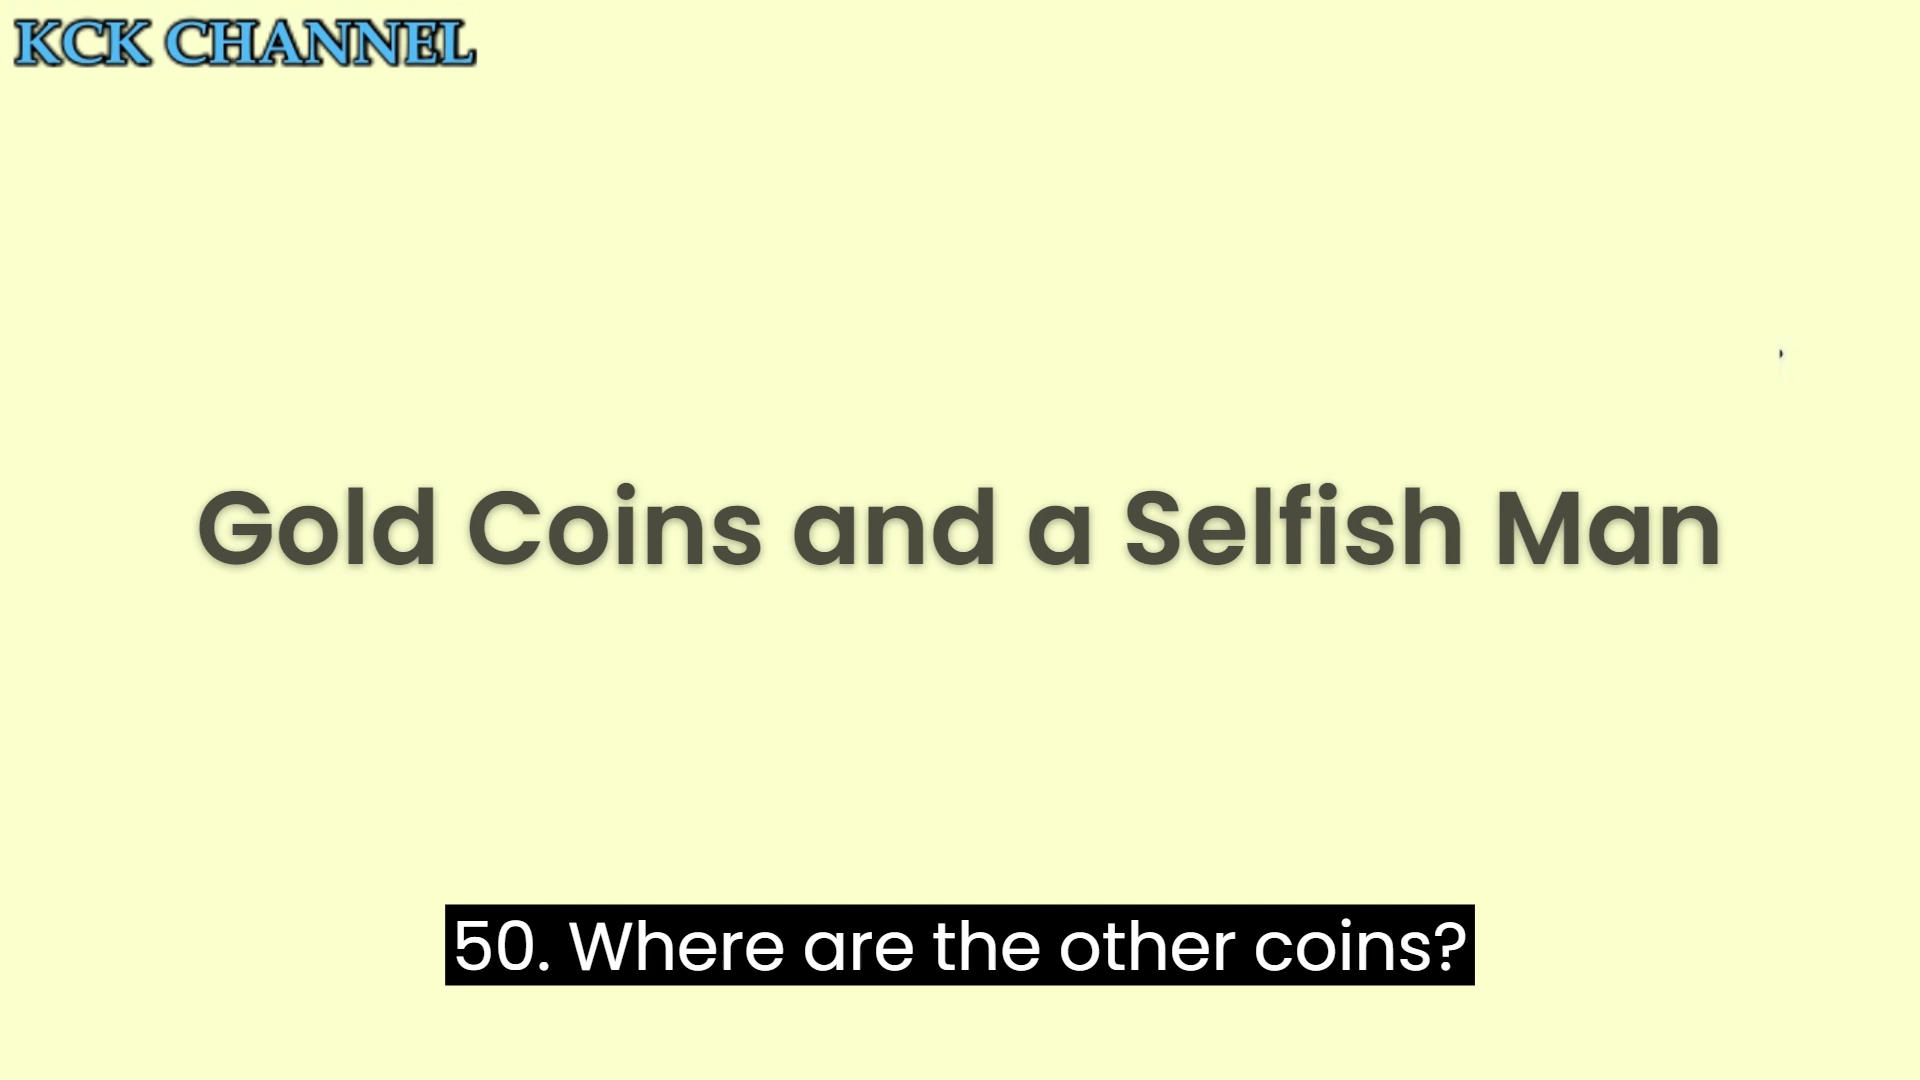 KCK CHANNEL
Gold Coins and a Selfish Man
50. Where are the other coins?